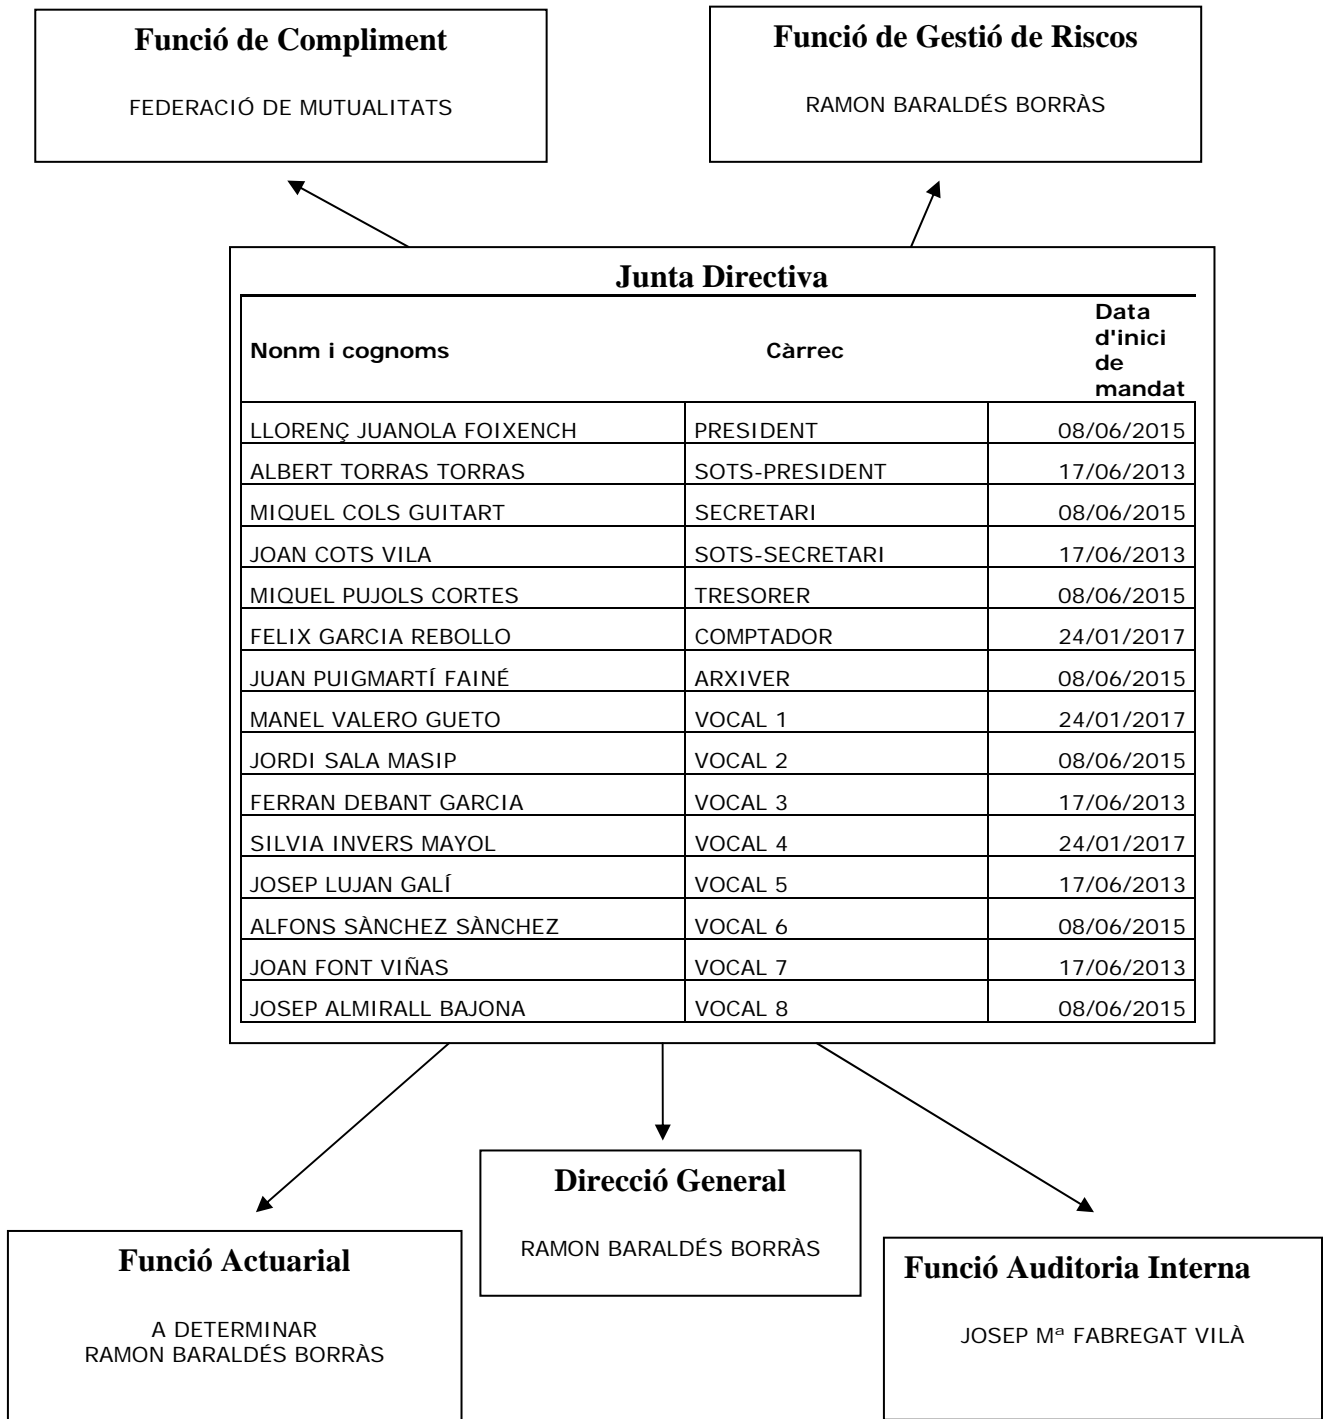 Funció de Compliment
FEDERACIÓ DE MUTUALITATS
Funció de Gestió de Riscos
RAMON BARALDÉS BORRÀS
Junta Directiva
Nonm i cognoms Càrrec Data d'inici de mandat
LLORENÇ JUANOLA FOIXENCH PRESIDENT 08/06/2015
ALBERT TORRAS TORRAS SOTS-PRESIDENT 17/06/2013
MIQUEL COLS GUITART SECRETARI 08/06/2015
JOAN COTS VILA SOTS-SECRETARI 17/06/2013
MIQUEL PUJOLS CORTES TRESORER 08/06/2015
FELIX GARCIA REBOLLO COMPTADOR 24/01/2017
JUAN PUIGMARTÍ FAINÉ ARXIVER 08/06/2015
MANEL VALERO GUETO VOCAL 1 24/01/2017
JORDI SALA MASIP VOCAL 2 08/06/2015
FERRAN DEBANT GARCIA VOCAL 3 17/06/2013
SILVIA INVERS MAYOL VOCAL 4 24/01/2017
JOSEP LUJAN GALÍ VOCAL 5 17/06/2013
ALFONS SÀNCHEZ SÀNCHEZ VOCAL 6 08/06/2015
JOAN FONT VIÑAS VOCAL 7 17/06/2013
JOSEP ALMIRALL BAJONA VOCAL 8 08/06/2015
Funció Actuarial
A DETERMINAR
RAMON BARALDÉS BORRÀS
Direcció General
RAMON BARALDÉS BORRÀS
Funció Auditoria Interna
JOSEP Mª FABREGAT VILÀ